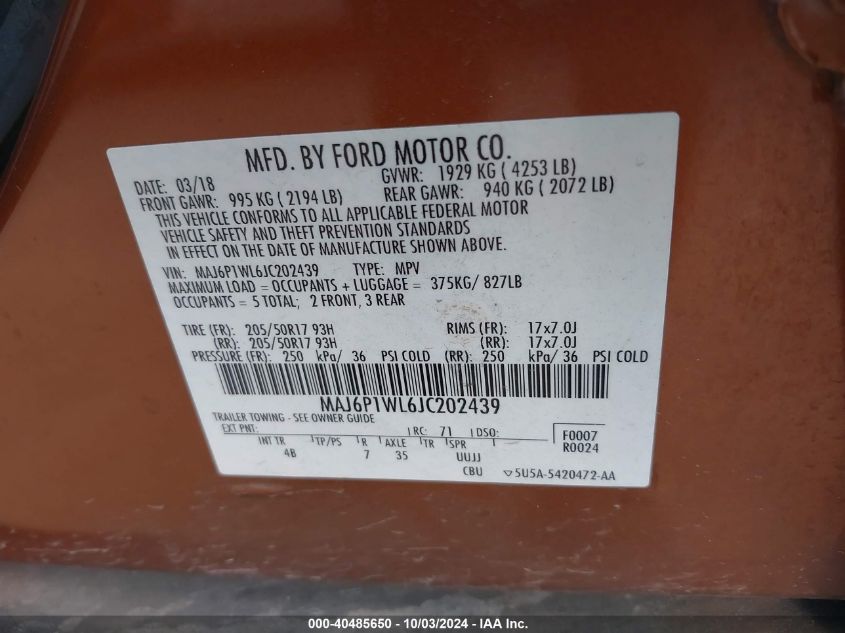 MFD. BY FORD MOTOR CO.
DATE: 03/18 GVWR: 1929 KG ( 4253 LB)
FRONT GAWR: 995 KG ( 2194 LB) REAR GAWR: 940 KG ( 2072 LB)
THIS VEHICLE CONFORMS TO ALL APPLICABLE FEDERAL MOTOR
VEHICLE SAFETY AND THEFT PREVENTION STANDARDS
IN EFFECT ON THE DATE OF MANUFACTURE SHOWN ABOVE.
VIN: MAJ6P1WL6JC202439 TYPE: MPV
MAXIMUM LOAD = OCCUPANTS + LUGGAGE = 375KG/ 827LB
OCCUPANTS = 5 TOTAL; 2 FRONT, 3 REAR
TIRE (FR): 205/50R17 93H RIMS (FR): 17x7.0J
(RR): 205/50R17 93H (RR): 17x7.0J
PRESSURE (FR): 250 kPa/ 36 PSI COLD (RR): 250 kPa/ 36 PSI COLD
MAJ6P1WL6JC202439
TRAILER TOWING - SEE OWNER GUIDE
EXT PNT: RC: 71 DSO: F0007
INT TR TP/PS R AXLE TR SPR R0024
4B 7 35 UUJJ
CBU 5U5A-5420472-AA
000-40485650 - 10/03/2024 - IAA Inc.